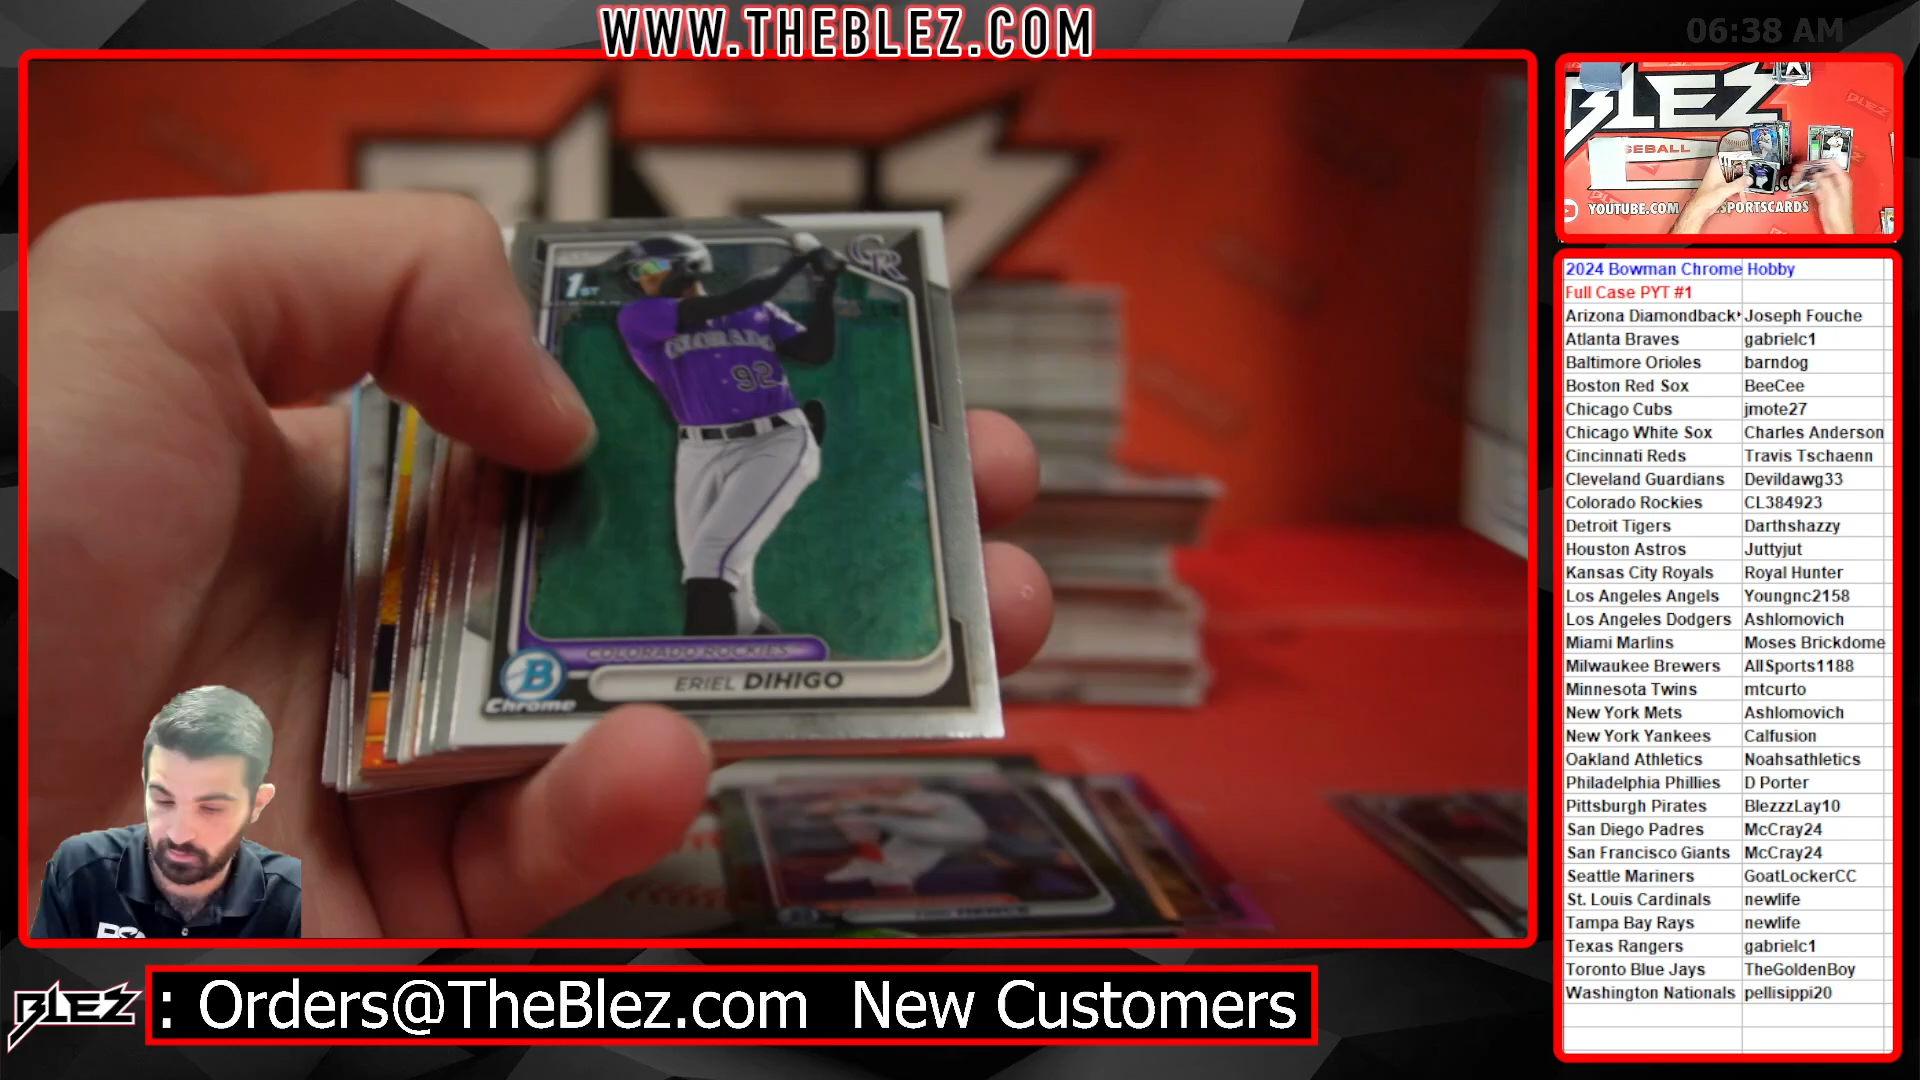 WWW.THEBLEZ.COM
06:38 AM
BLEZ
1ST
CR
COLORADO
92
COLORADO ROCKIES
B
ERIEL DIHIGO
Chrome
BLEZ
BASEBALL
YOUTUBE.COM
SPORTSCARDS
2024 Bowman Chrome Hobby
Full Case PYT #1
Arizona Diamondback Joseph Fouche
Atlanta Braves gabrielc1
Baltimore Orioles barndog
Boston Red Sox BeeCee
Chicago Cubs jmote27
Chicago White Sox Charles Anderson
Cincinnati Reds Travis Tschaenn
Cleveland Guardians Devildawg33
Colorado Rockies CL384923
Detroit Tigers Darthshazzy
Houston Astros Juttyjut
Kansas City Royals Royal Hunter
Los Angeles Angels Youngnc2158
Los Angeles Dodgers Ashlomovich
Miami Marlins Moses Brickdome
Milwaukee Brewers AllSports1188
Minnesota Twins mtcurto
New York Mets Ashlomovich
New York Yankees Calfusion
Oakland Athletics Noahsathletics
Philadelphia Phillies D Porter
Pittsburgh Pirates BlezzzLay10
San Diego Padres McCray24
San Francisco Giants McCray24
Seattle Mariners GoatLockerCC
St. Louis Cardinals newlife
Tampa Bay Rays newlife
Texas Rangers gabrielc1
Toronto Blue Jays TheGoldenBoy
Washington Nationals pellisippi20
BLEZ : Orders@TheBlez.com New Customers